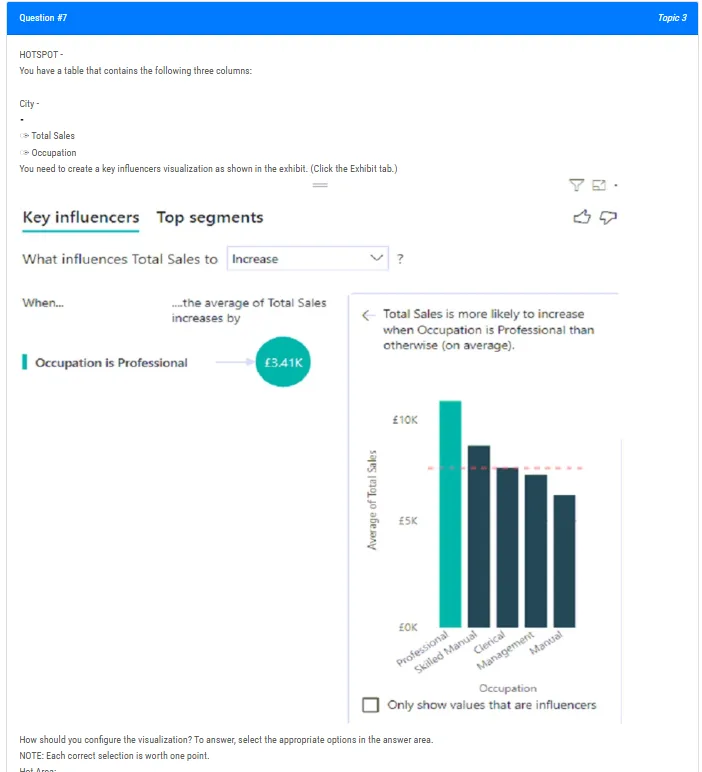 Question #7
Topic 3
HOTSPOT -
You have a table that contains the following three columns:
City -
-
☞ Total Sales
☞ Occupation
You need to create a key influencers visualization as shown in the exhibit. (Click the Exhibit tab.)
Key influencers Top segments
What influences Total Sales to Increase ?
When...
....the average of Total Sales
increases by
Occupation is Professional
£3.41K
Total Sales is more likely to increase
when Occupation is Professional than
otherwise (on average).
£10K
£5K
£0K
Average of Total Sales
Professional
Skilled Manual
Clerical
Management
Manual
Occupation
Only show values that are influencers
How should you configure the visualization? To answer, select the appropriate options in the answer area.
NOTE: Each correct selection is worth one point.
Hot Area: